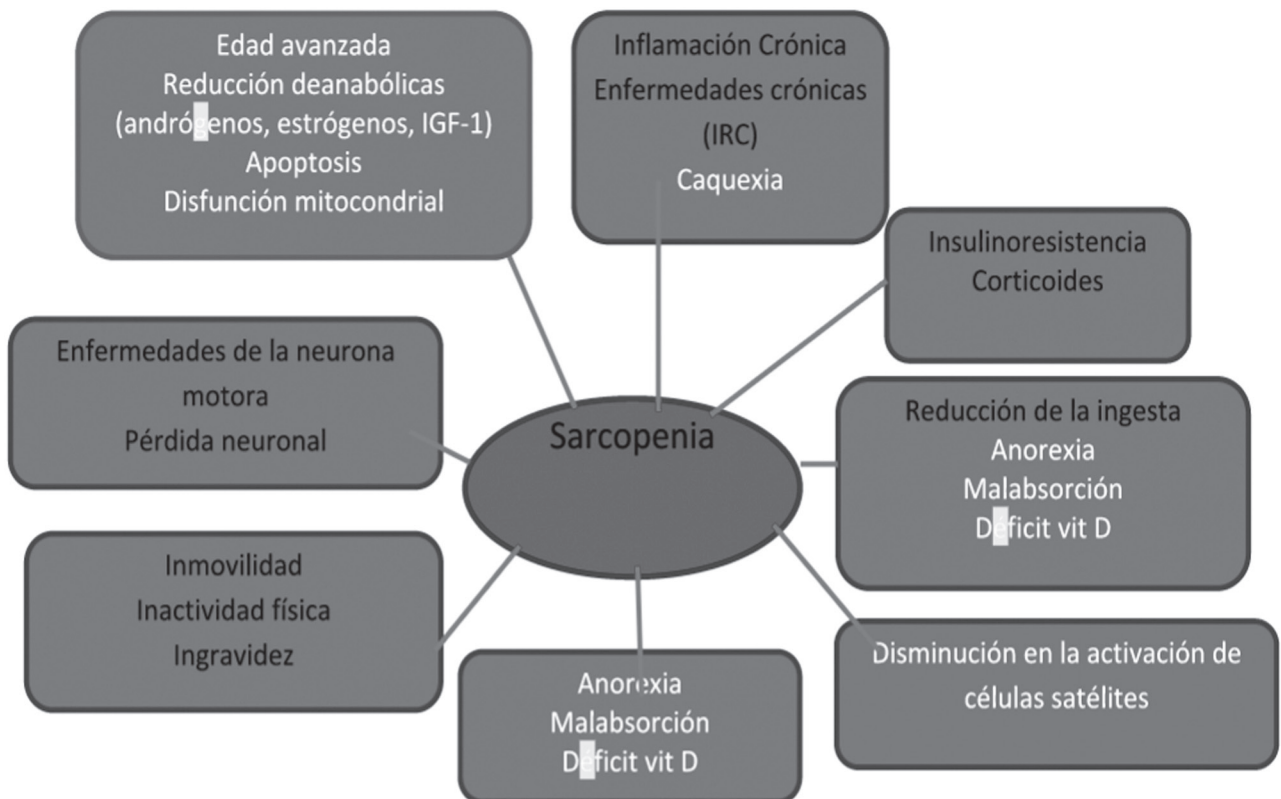 Edad avanzada
Reducción deanabólicas
(andrógenos, estrógenos, IGF-1)
Apoptosis
Disfunción mitocondrial
Inflamación Crónica
Enfermedades crónicas
(IRC)
Caquexia
Insulinoresistencia
Corticoides
Enfermedades de la neurona
motora
Pérdida neuronal
Sarcopenia
Reducción de la ingesta
Anorexia
Malabsorción
Déficit vit D
Inmovilidad
Inactividad física
Ingravidez
Anorexia
Malabsorción
Déficit vit D
Disminución en la activación de
células satélites